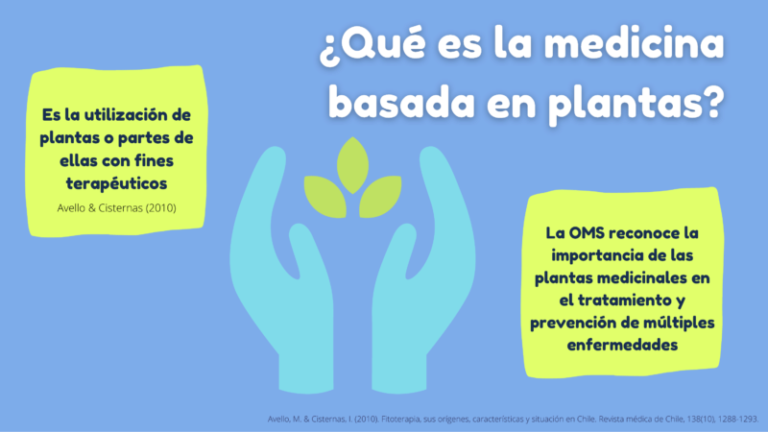 ¿Qué es la medicina
basada en plantas?
Es la utilización de
plantas o partes de
ellas con fines
terapéuticos
Avello & Cisternas (2010)
La OMS reconoce la
importancia de las
plantas medicinales en
el tratamiento y
prevención de múltiples
enfermedades
Avello, M. & Cisternas, I. (2010). Fitoterapia, sus orígenes, características y situación en Chile. Revista médica de Chile, 138(10), 1288-1293.